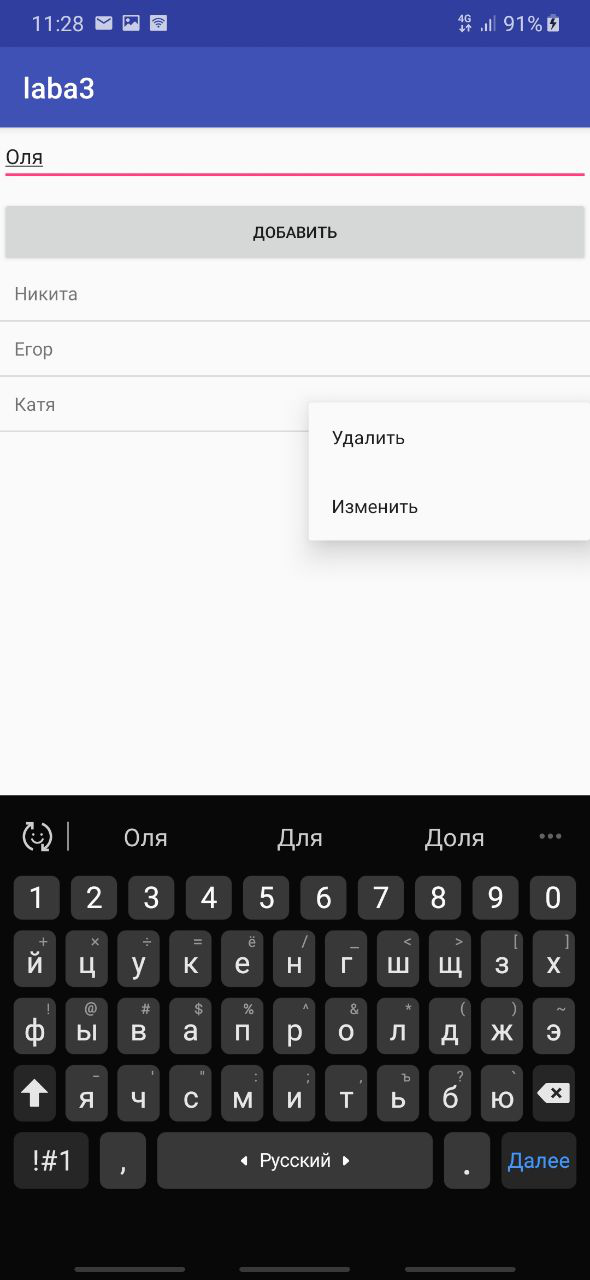 11:28 4G 91%
laba3
Оля
ДОБАВИТЬ
Никита
Егор
Катя
Удалить
Изменить
Оля Для Доля ...
1 2 3 4 5 6 7 8 9 0
+ × ÷ = ё / _ < > [ ]
й ц у к е н г ш щ з х
! @ # $ % ^ & * ( ) ~
ф ы в а п р о л д ж э
- ' " : ; , ъ ? `
я ч с м и т ь б ю
!#1 , Русский . Далее